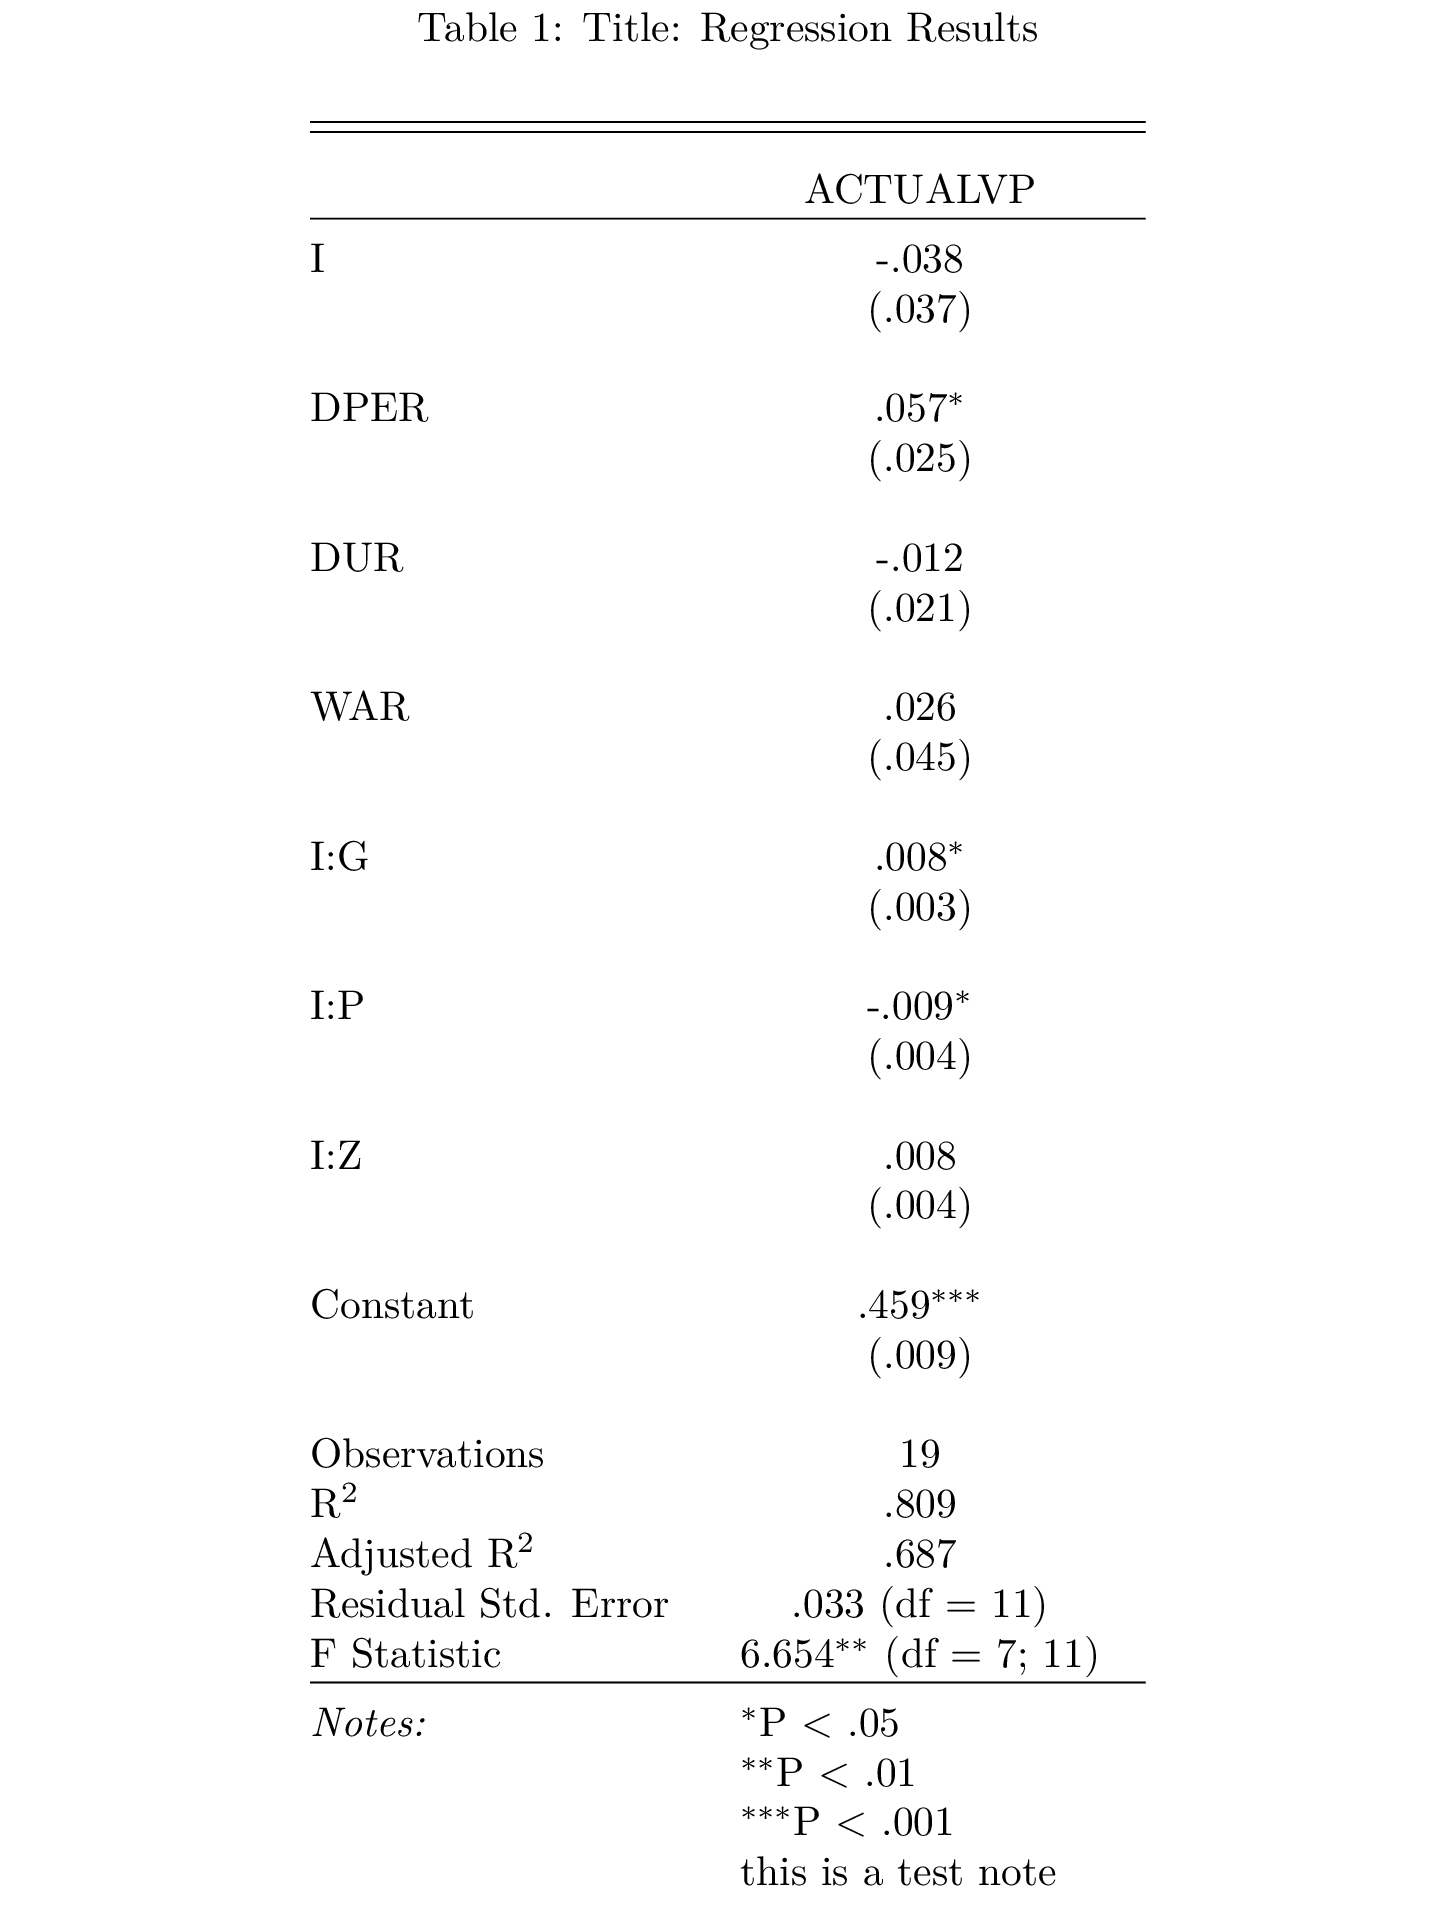 Table 1: Title: Regression Results
ACTUALVP
I -.038
(.037)
DPER .057*
(.025)
DUR -.012
(.021)
WAR .026
(.045)
I:G .008*
(.003)
I:P -.009*
(.004)
I:Z .008
(.004)
Constant .459***
(.009)
Observations 19
R² .809
Adjusted R² .687
Residual Std. Error .033 (df = 11)
F Statistic 6.654** (df = 7; 11)
Notes: *P < .05
**P < .01
***P < .001
this is a test note